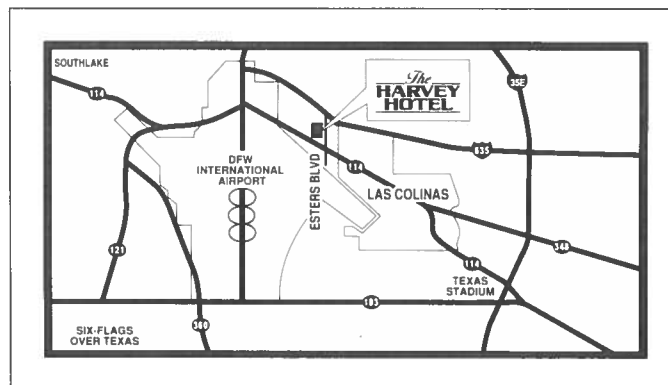 SOUTHLAKE
114
35E
The
HARVEY
HOTEL
DFW
INTERNATIONAL
AIRPORT
ESTERS BLVD
114
635
LAS COLINAS
121
348
114
TEXAS
STADIUM
183
360
SIX-FLAGS
OVER TEXAS